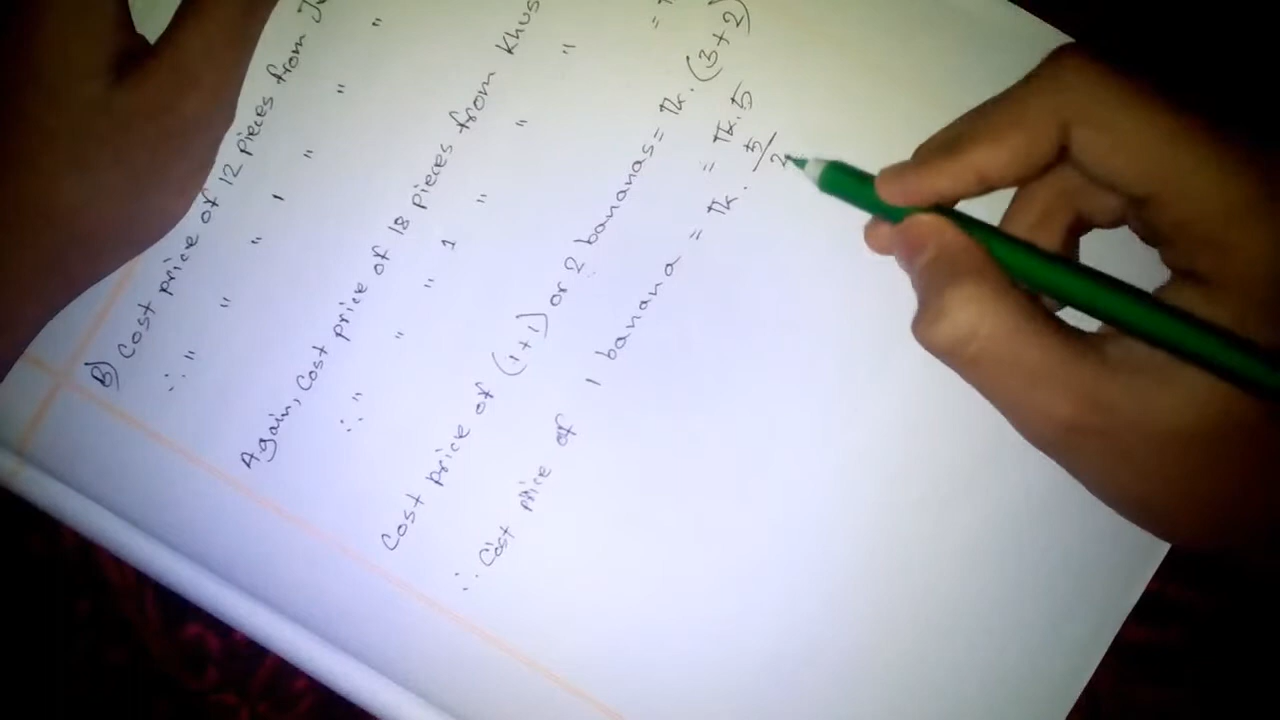 B) Cost price of 12 pieces from
∴ " " " 1 " " "
Again, Cost price of 18 pieces from
∴ " " " 1 " " " =
Cost price of (1+1) or 2 bananas = Tk. (3+2)
= Tk. 5
∴ Cost price of 1 banana = Tk. 5/2